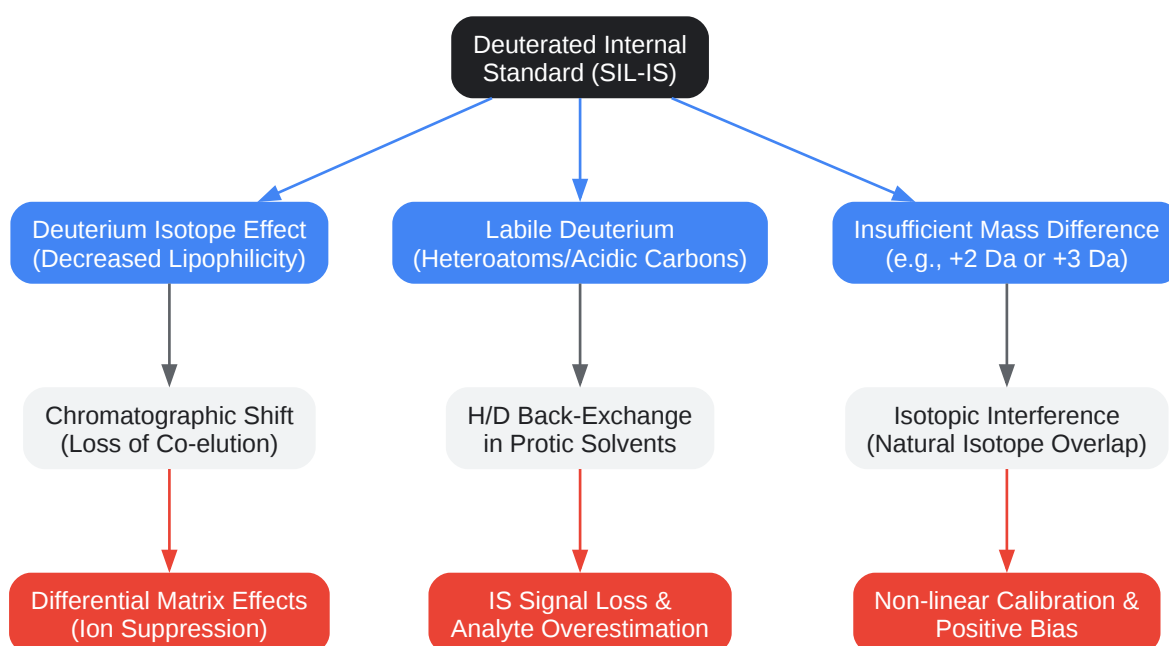 Deuterated Internal
Standard (SIL-IS)
Deuterium Isotope Effect
(Decreased Lipophilicity)
Labile Deuterium
(Heteroatoms/Acidic Carbons)
Insufficient Mass Difference
(e.g., +2 Da or +3 Da)
Chromatographic Shift
(Loss of Co-elution)
H/D Back-Exchange
in Protic Solvents
Isotopic Interference
(Natural Isotope Overlap)
Differential Matrix Effects
(Ion Suppression)
IS Signal Loss &
Analyte Overestimation
Non-linear Calibration &
Positive Bias